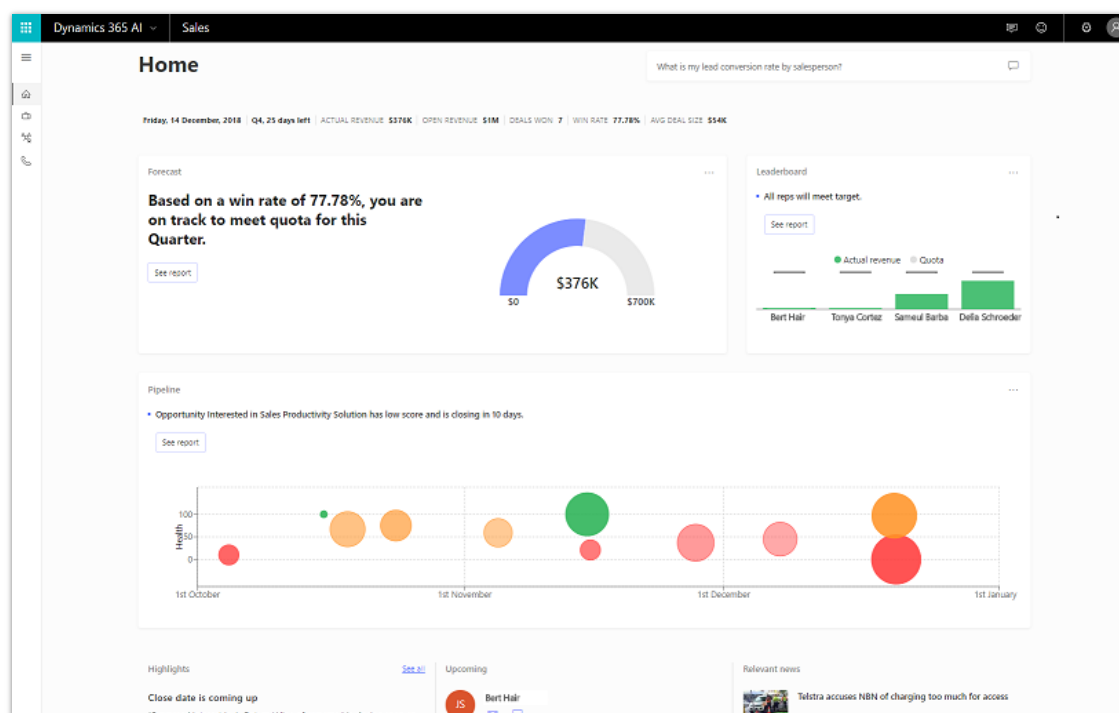 Dynamics 365 AI
Sales
Home
What is my lead conversion rate by salesperson?
Friday, 14 December, 2018 Q4, 25 days left ACTUAL REVENUE $376K OPEN REVENUE $1M DEALS WON 7 WIN RATE 77.78% AVG DEAL SIZE $54K
Forecast
Based on a win rate of 77.78%, you are
on track to meet quota for this
Quarter.
See report
$376K
$0
$700K
Leaderboard
All reps will meet target.
See report
Actual revenue Quota
Bert Hair Tonya Cortez Sameul Barba Delia Schroeder
Pipeline
Opportunity Interested in Sales Productivity Solution has low score and is closing in 10 days.
See report
Health
100
50
0
1st October 1st November 1st December 1st January
Highlights
See all
Close date is coming up
Upcoming
JS
Bert Hair
Relevant news
Telstra accuses NBN of charging too much for access